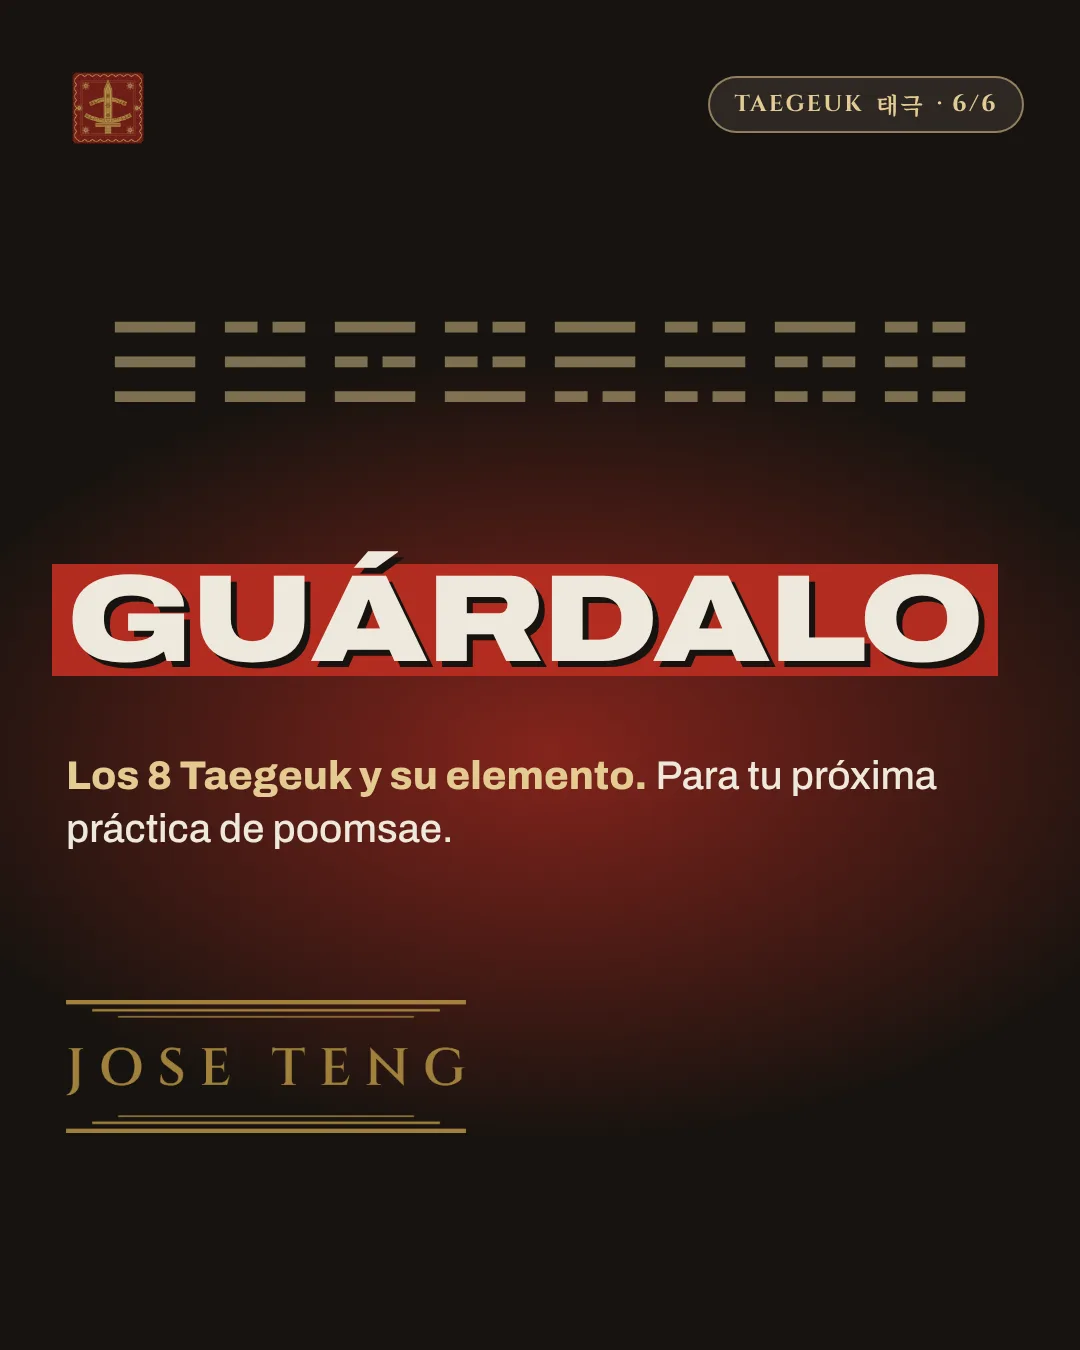 TAEGEUK 태극 · 6/6
GUÁRDALO
Los 8 Taegeuk y su elemento. Para tu próxima
práctica de poomsae.
JOSE TENG